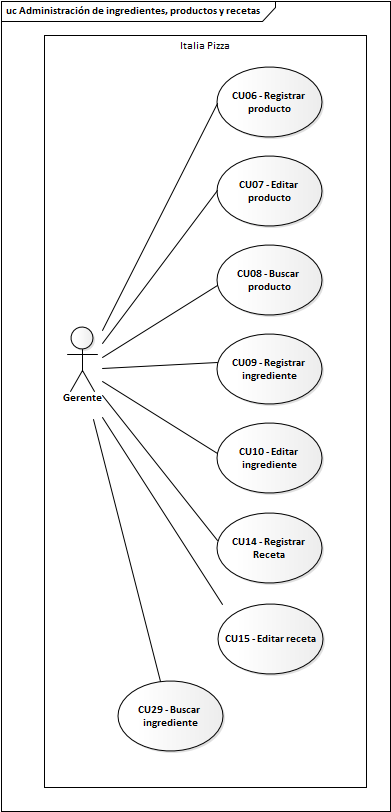 uc Administración de ingredientes, productos y recetas
Italia Pizza
CU06 - Registrar
producto
CU07 - Editar
producto
CU08 - Buscar
producto
CU09 - Registrar
ingrediente
Gerente
CU10 - Editar
ingrediente
CU14 - Registrar
Receta
CU15 - Editar receta
CU29 - Buscar
ingrediente